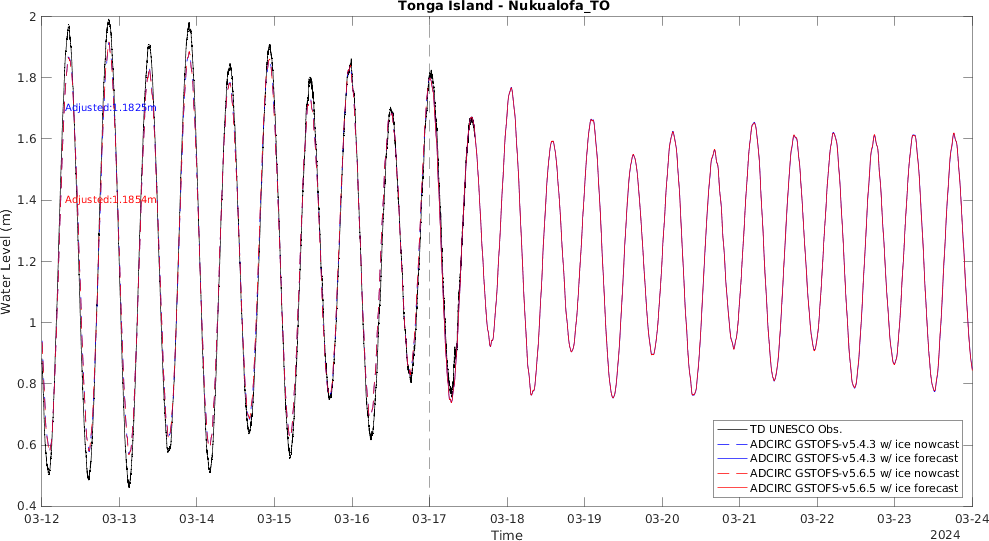 Tonga Island - Nukualofa_TO
2
1.8
1.6
1.4
1.2
1
0.8
0.6
0.4
Water Level (m)
Adjusted:1.1825m
Adjusted:1.1854m
TD UNESCO Obs.
ADCIRC GSTOFS-v5.4.3 w/ ice nowcast
ADCIRC GSTOFS-v5.4.3 w/ ice forecast
ADCIRC GSTOFS-v5.6.5 w/ ice nowcast
ADCIRC GSTOFS-v5.6.5 w/ ice forecast
03-12 03-13 03-14 03-15 03-16 03-17 03-18 03-19 03-20 03-21 03-22 03-23 03-24
Time
2024